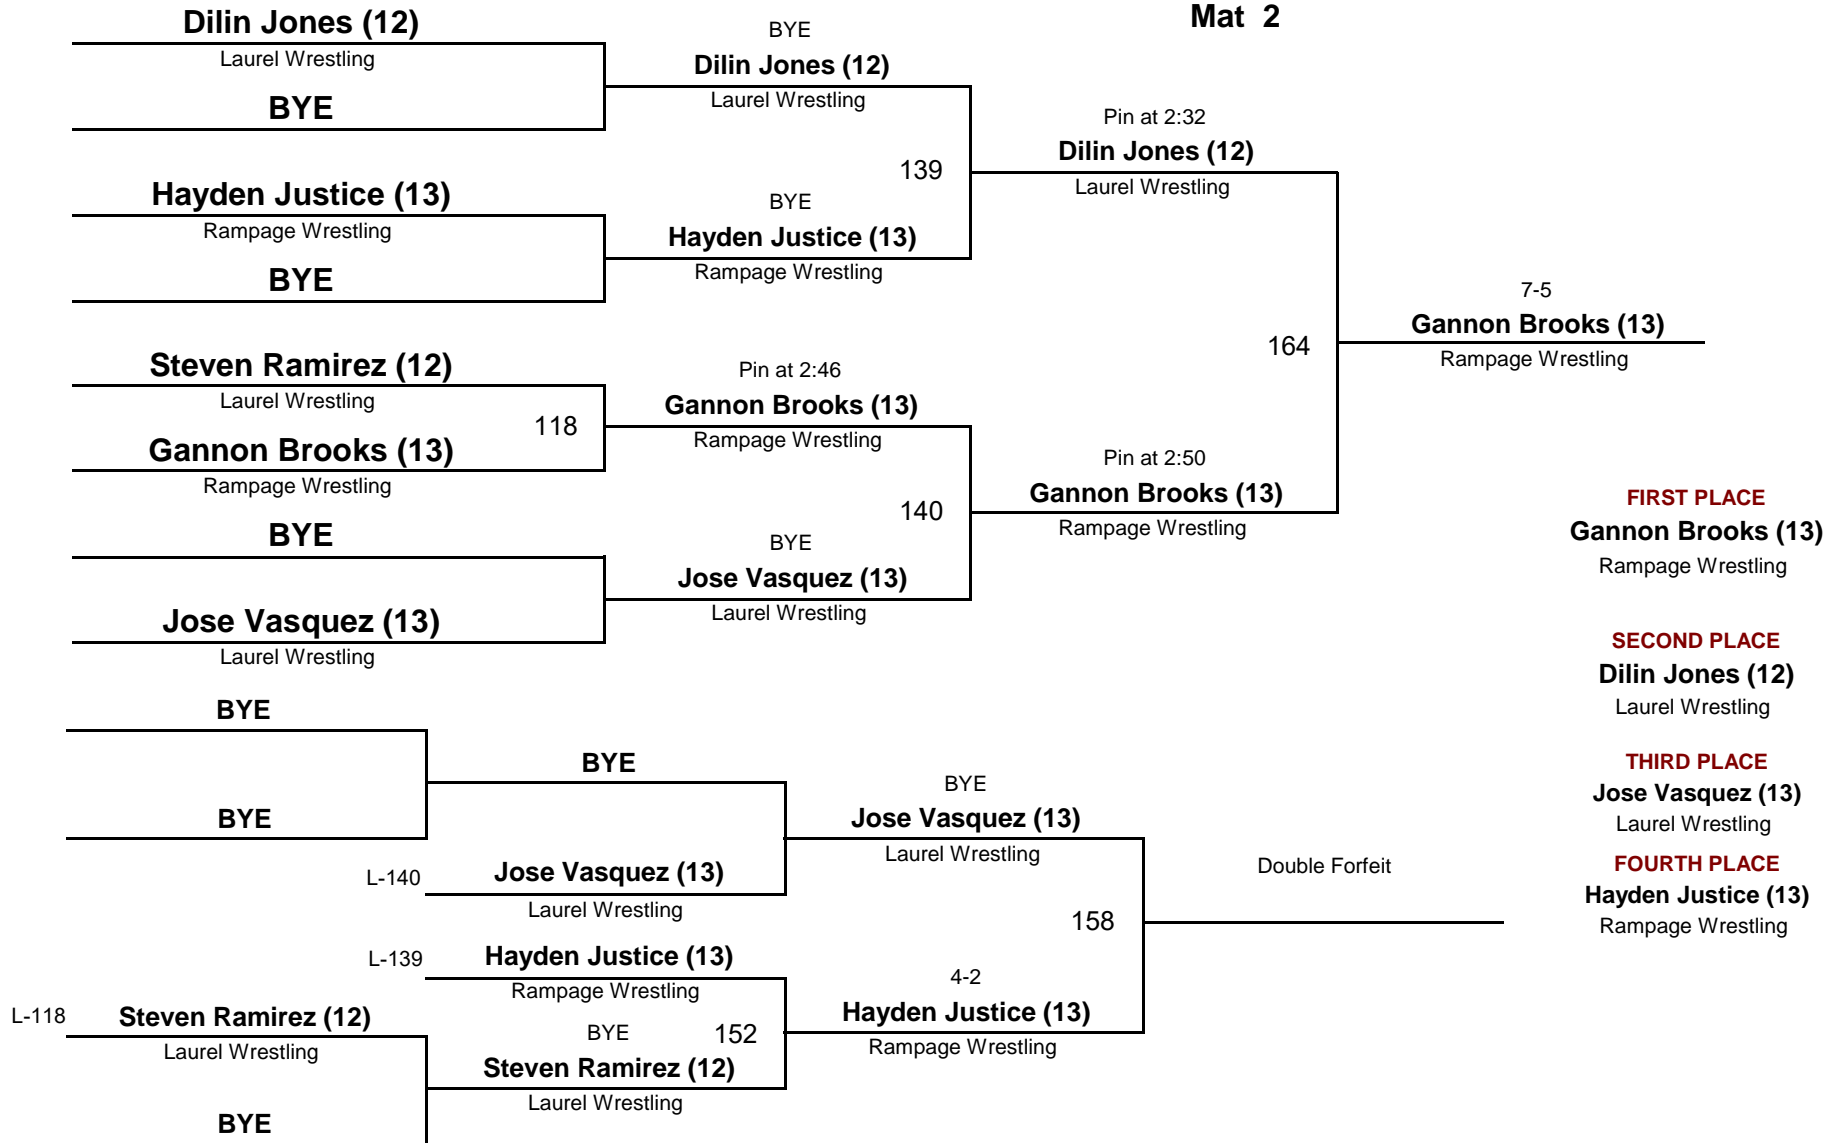 Mat 2
Dilin Jones (12)
Laurel Wrestling
BYE
Hayden Justice (13)
Rampage Wrestling
BYE
Steven Ramirez (12)
Laurel Wrestling
118
Gannon Brooks (13)
Rampage Wrestling
BYE
Jose Vasquez (13)
Laurel Wrestling
BYE
Dilin Jones (12)
Laurel Wrestling
139
BYE
Hayden Justice (13)
Rampage Wrestling
Pin at 2:46
Gannon Brooks (13)
Rampage Wrestling
140
BYE
Jose Vasquez (13)
Laurel Wrestling
Pin at 2:32
Dilin Jones (12)
Laurel Wrestling
164
Pin at 2:50
Gannon Brooks (13)
Rampage Wrestling
7-5
Gannon Brooks (13)
Rampage Wrestling
FIRST PLACE
Gannon Brooks (13)
Rampage Wrestling
SECOND PLACE
Dilin Jones (12)
Laurel Wrestling
THIRD PLACE
Jose Vasquez (13)
Laurel Wrestling
FOURTH PLACE
Hayden Justice (13)
Rampage Wrestling
BYE
BYE
L-118
Steven Ramirez (12)
Laurel Wrestling
BYE
BYE
L-140
Jose Vasquez (13)
Laurel Wrestling
L-139
Hayden Justice (13)
Rampage Wrestling
BYE
152
Steven Ramirez (12)
Laurel Wrestling
BYE
Jose Vasquez (13)
Laurel Wrestling
158
4-2
Hayden Justice (13)
Rampage Wrestling
Double Forfeit